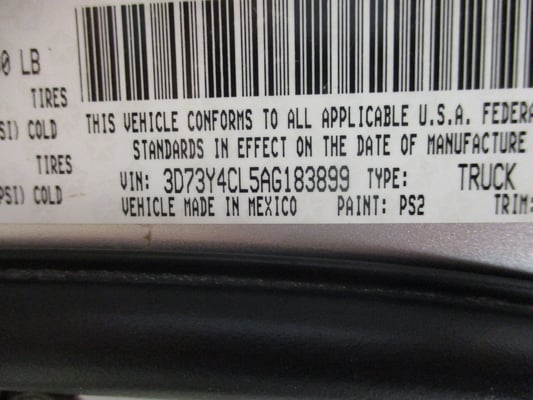 0 LB
TIRES
SI) COLD
TIRES
PSI) COLD
THIS VEHICLE CONFORMS TO ALL APPLICABLE U.S.A. FEDERA
STANDARDS IN EFFECT ON THE DATE OF MANUFACTURE
VIN: 3D73Y4CL5AG183899 TYPE: TRUCK
VEHICLE MADE IN MEXICO PAINT: PS2 TRIM: